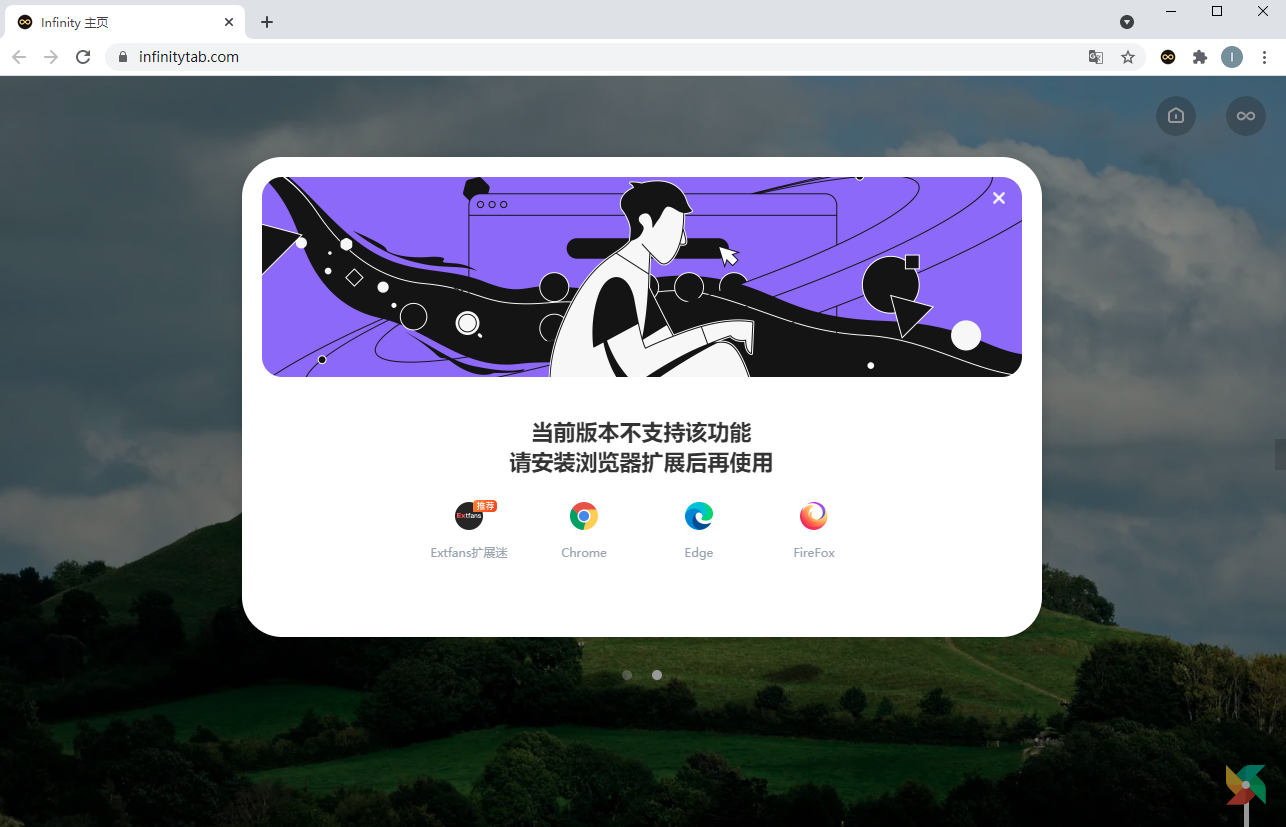 Infinity 主页
infinitytab.com
I
当前版本不支持该功能
请安装浏览器扩展后再使用
Extfans
推荐
Extfans扩展迷
Chrome
Edge
FireFox